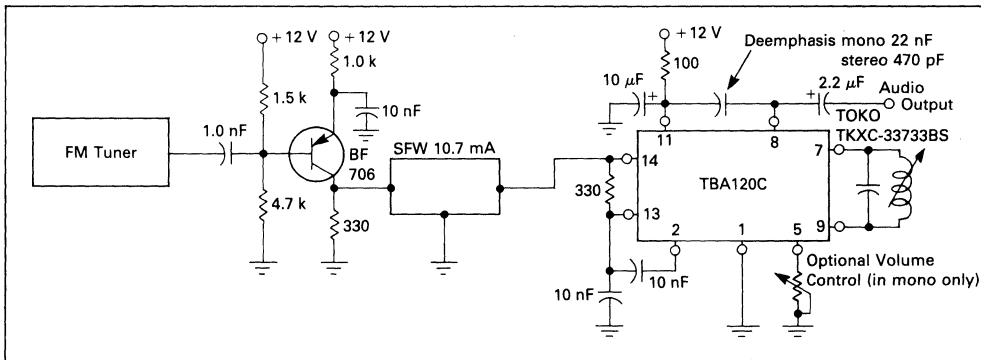 + 12 V
+ 12 V
+ 12 V
Deemphasis mono 22 nF
stereo 470 pF
1.0 k
100
10 µF
+
+
2.2 µF
Audio
Output
1.5 k
10 nF
1.0 nF
FM Tuner
BF
706
SFW 10.7 mA
11
8
TOKO
TKXC-33733BS
14
7
330
TBA120C
4.7 k
330
13
2
1
5
9
10 nF
10 nF
Optional Volume
Control (in mono only)